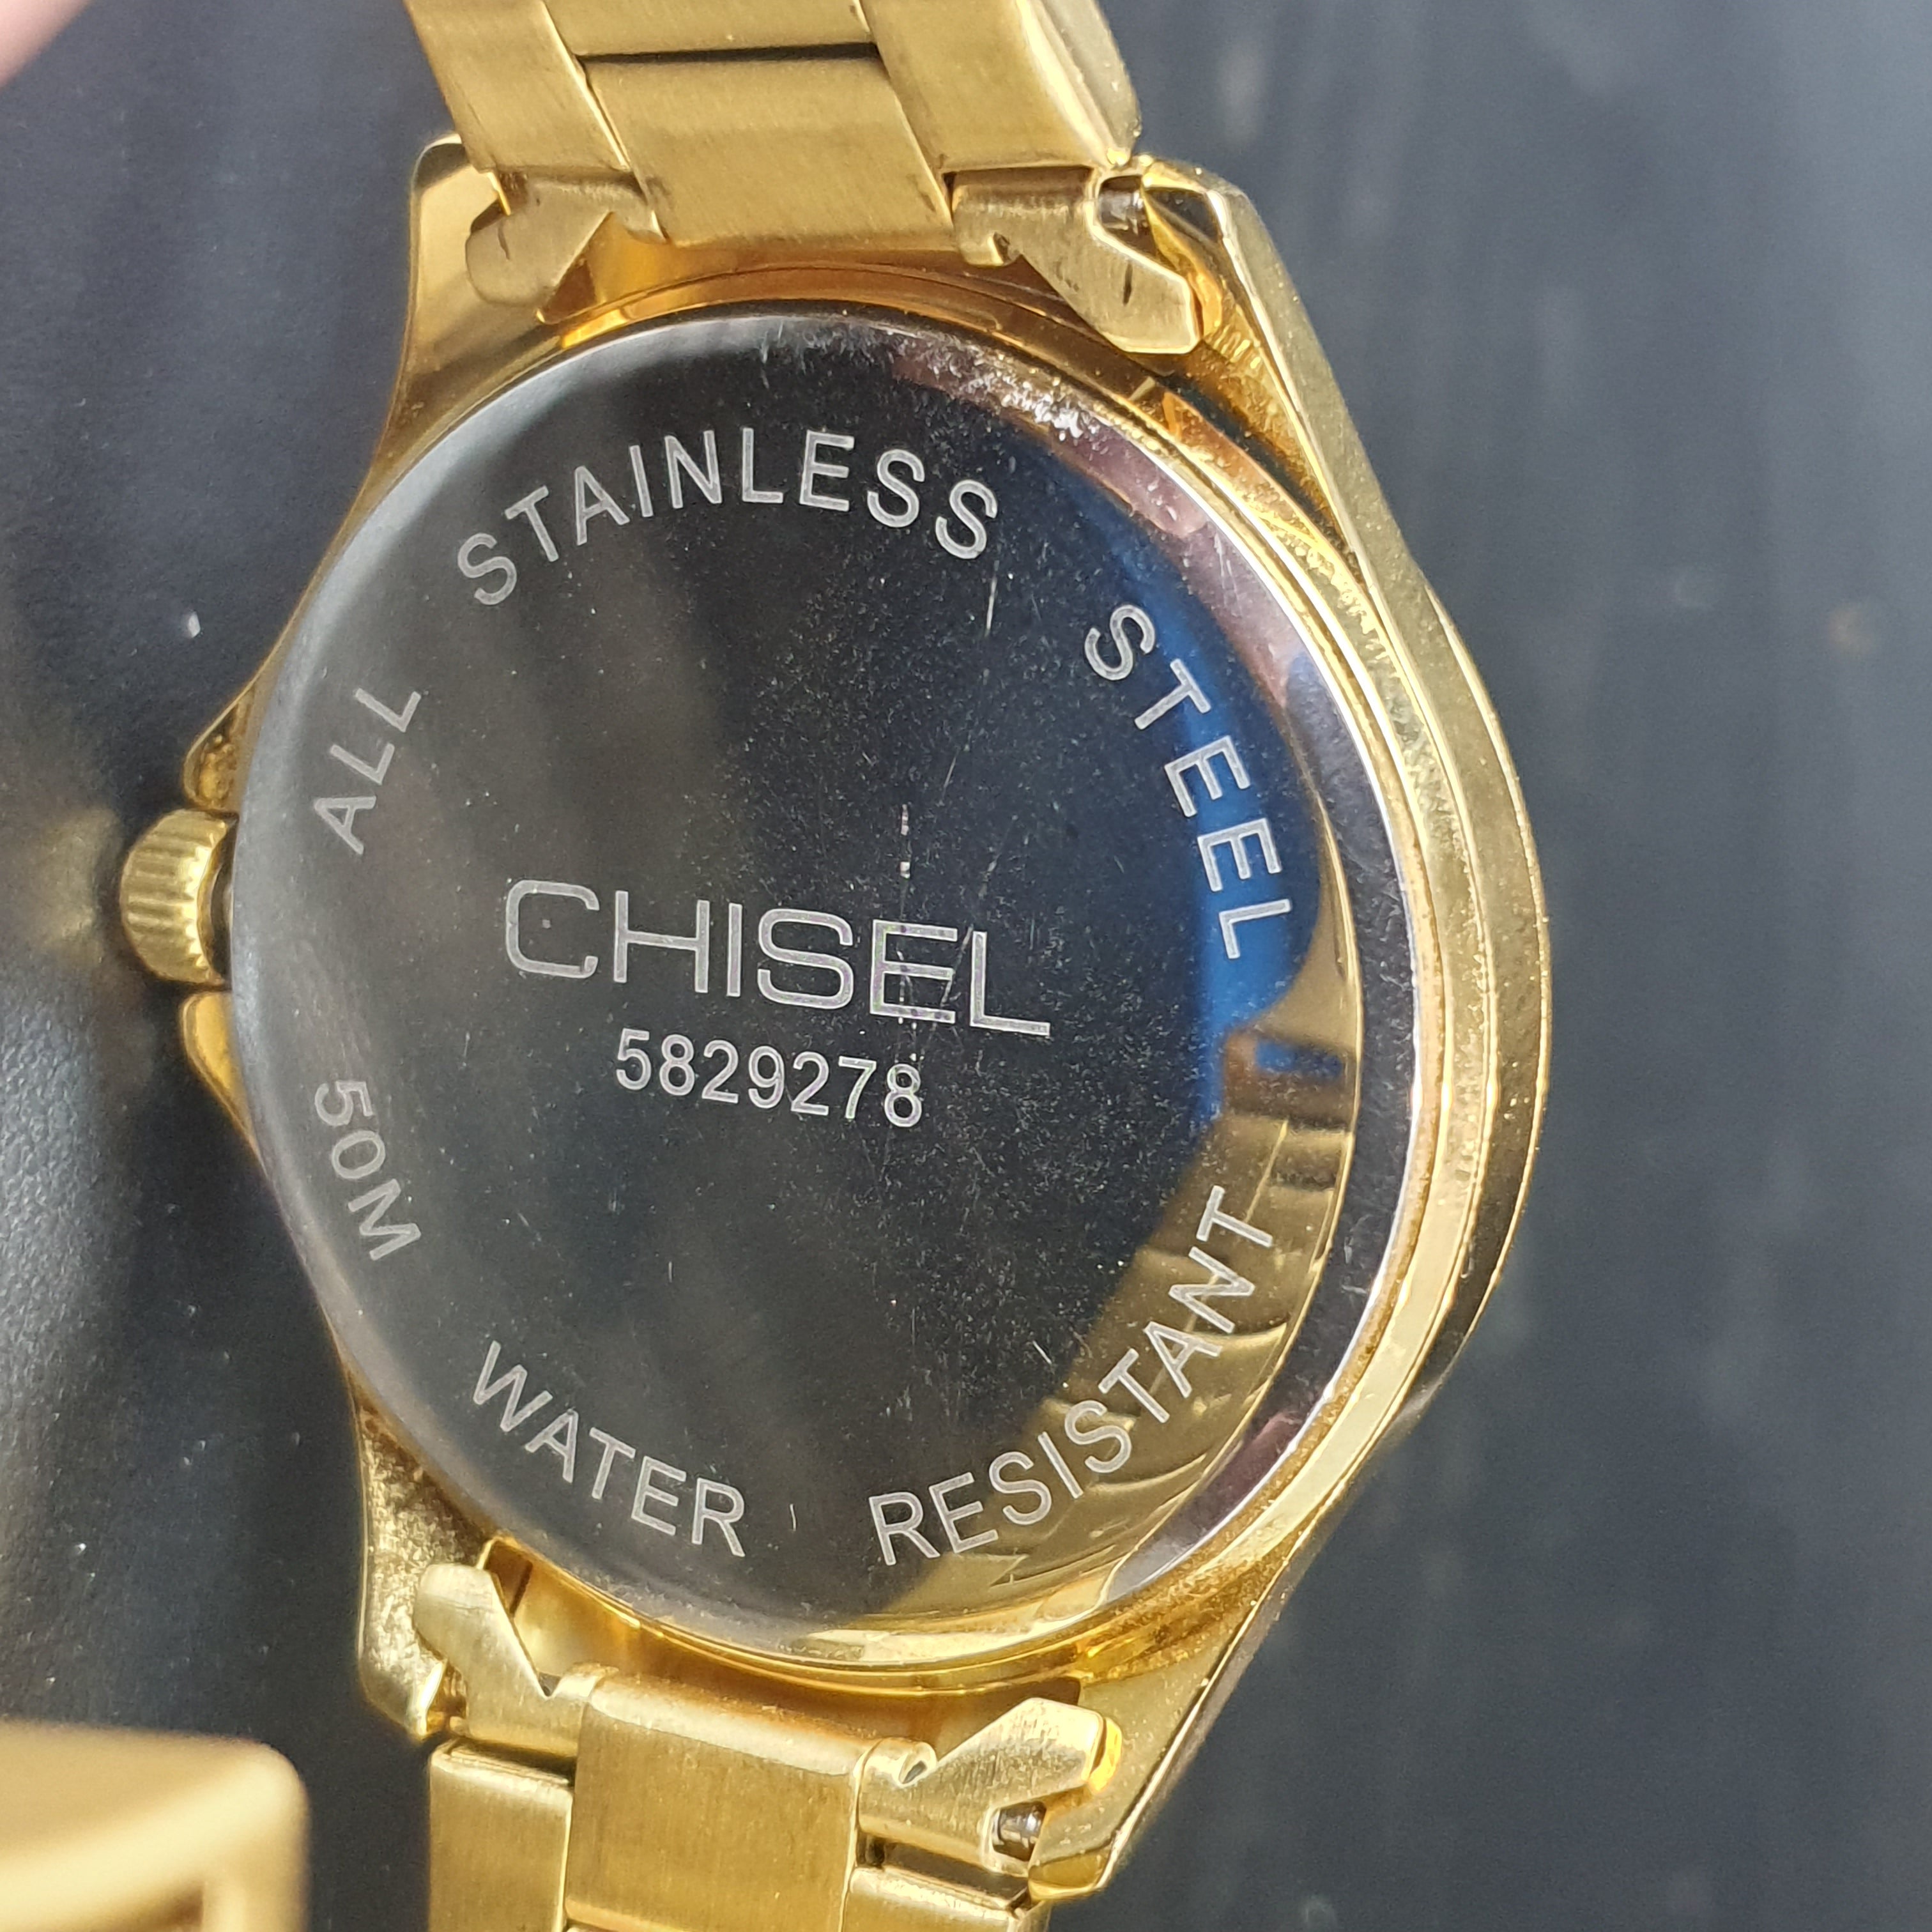 ALL STAINLESS STEEL
CHISEL
5829278
50M WATER RESISTANT